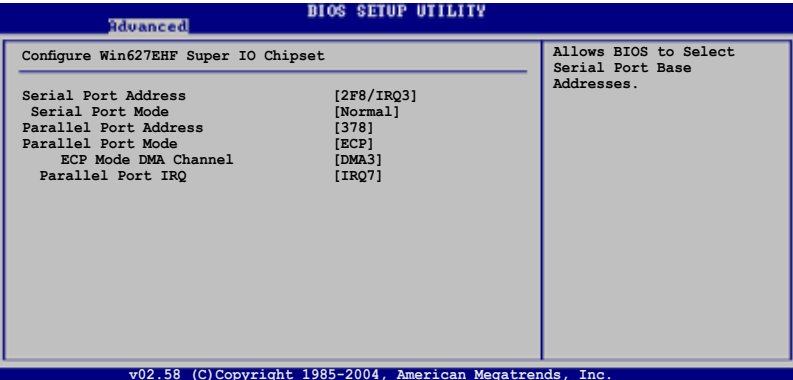 BIOS SETUP UTILITY
Advanced
Configure Win627EHF Super IO Chipset
Serial Port Address [2F8/IRQ3]
Serial Port Mode [Normal]
Parallel Port Address [378]
Parallel Port Mode [ECP]
ECP Mode DMA Channel [DMA3]
Parallel Port IRQ [IRQ7]
Allows BIOS to Select
Serial Port Base
Addresses.
v02.58 (C)Copyright 1985-2004, American Megatrends, Inc.